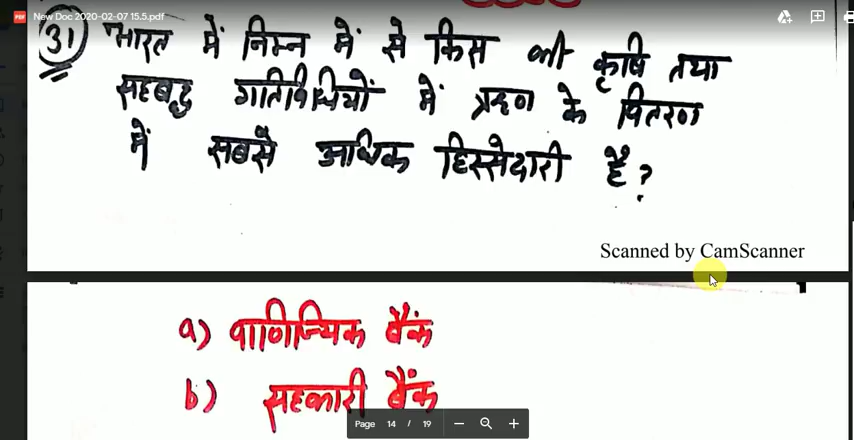 New Doc 2020-02-07 15.5.pdf
31) भारत में निम्न में से किस की कृषि तथा
सहबद्ध गतिविधियों में ऋण के वितरण
में सबसे अधिक हिस्सेदारी है?
Scanned by CamScanner
a) वाणिज्यिक बैंक
b) सहकारी बैंक
Page 14 / 19